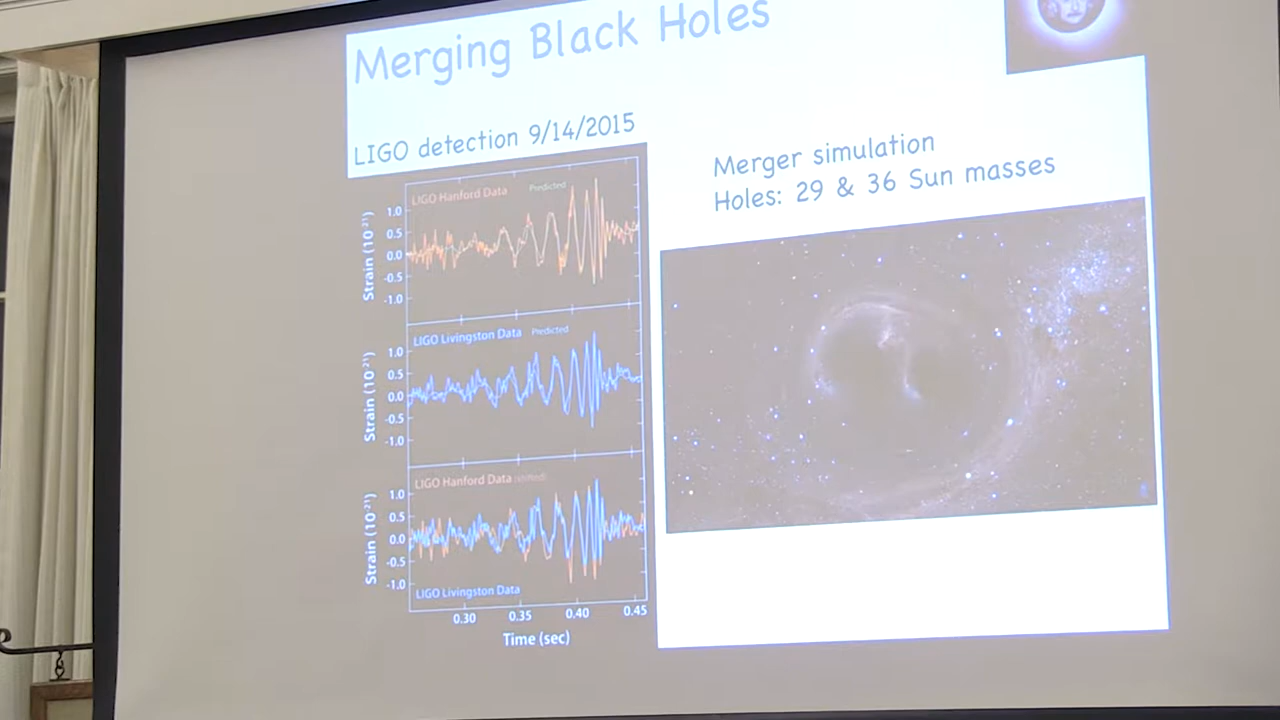 Merging Black Holes
LIGO detection 9/14/2015
Merger simulation
Holes: 29 & 36 Sun masses
LIGO Hanford Data Predicted
1.0
0.5
0.0
-0.5
-1.0
Strain (10⁻²¹)
LIGO Livingston Data Predicted
1.0
0.5
0.0
-0.5
-1.0
Strain (10⁻²¹)
LIGO Hanford Data (shifted)
1.0
0.5
0.0
-0.5
-1.0
Strain (10⁻²¹)
LIGO Livingston Data
0.30 0.35 0.40 0.45
Time (sec)